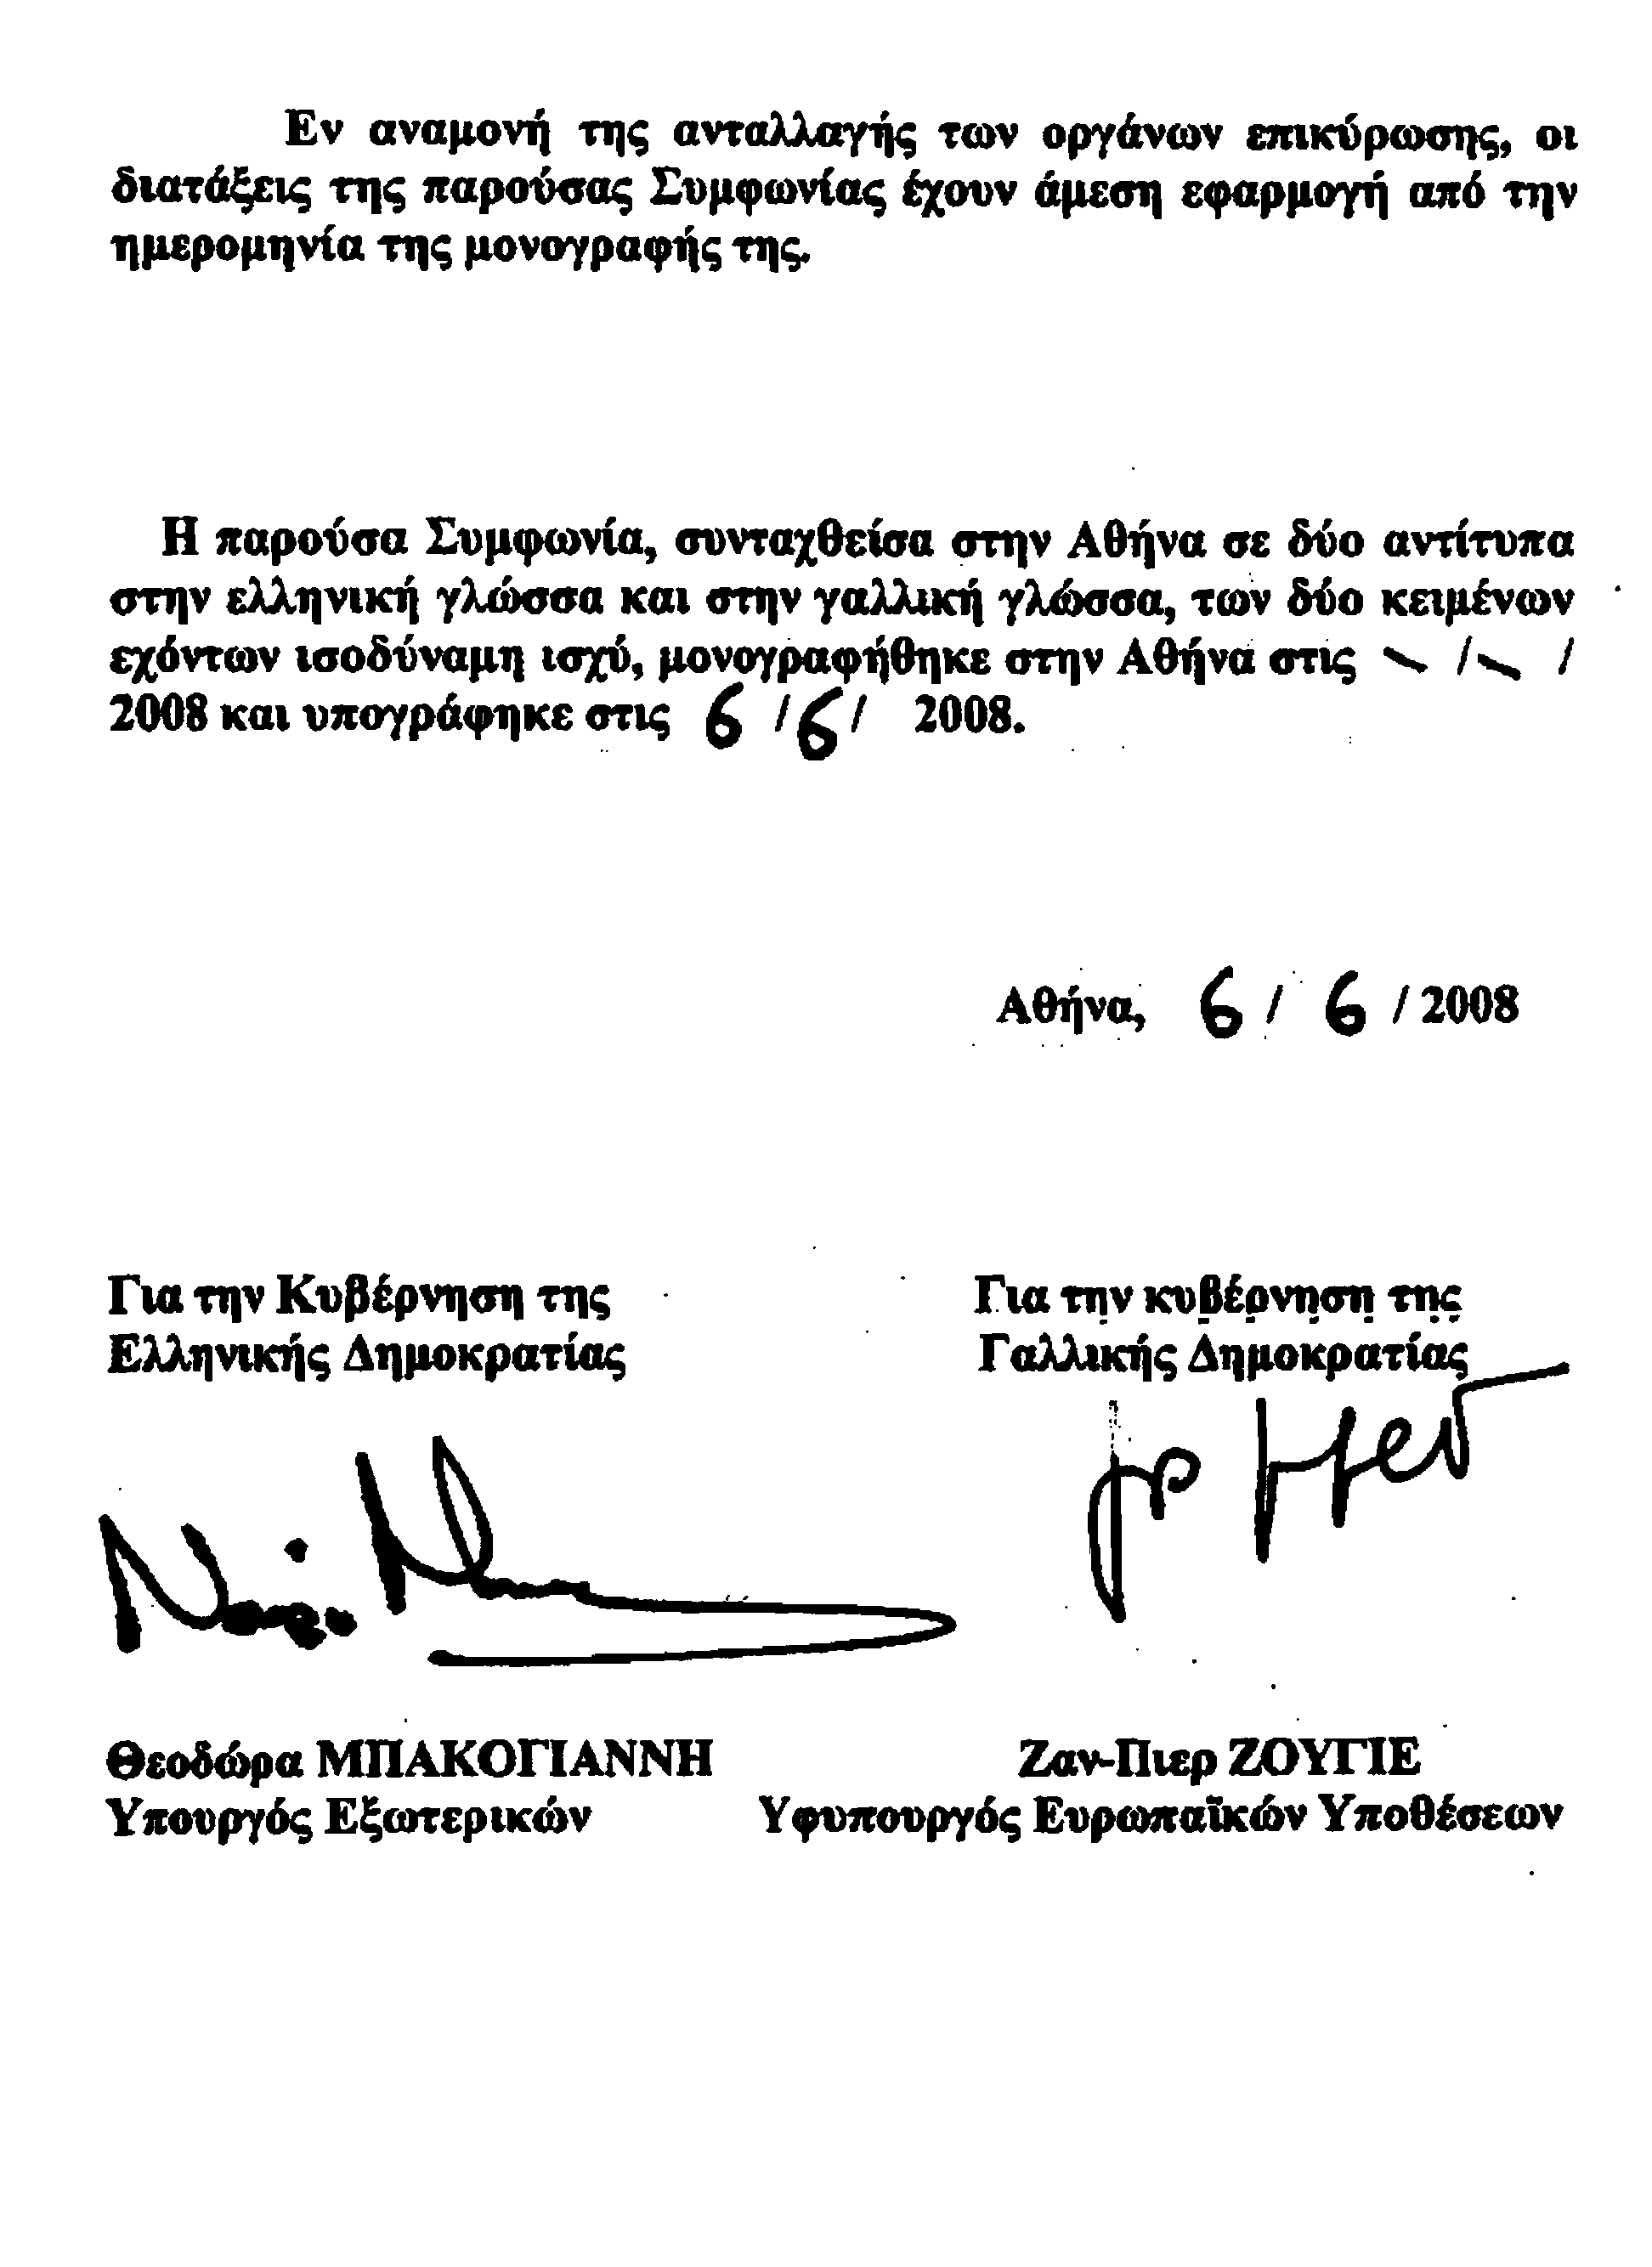 Εν αναμονή της ανταλλαγής των οργάνων επικύρωσης, οι
διατάξεις της παρούσας Συμφωνίας έχουν άμεση εφαρμογή από την
ημερομηνία της μονογραφής της.
Η παρούσα Συμφωνία, συνταχθείσα στην Αθήνα σε δύο αντίτυπα
στην ελληνική γλώσσα και στην γαλλική γλώσσα, των δύο κειμένων
εχόντων ισοδύναμη ισχύ, μονογραφήθηκε στην Αθήνα στις \ / \ /
2008 και υπογράφηκε στις 6 / 6 / 2008.
Αθήνα, 6 / 6 / 2008
Για την Κυβέρνηση της
Ελληνικής Δημοκρατίας
Για την κυβέρνηση της
Γαλλικής Δημοκρατίας
Θεοδώρα ΜΠΑΚΟΓΙΑΝΝΗ
Υπουργός Εξωτερικών
Ζαν-Πιερ ΖΟΥΓΙΕ
Υφυπουργός Ευρωπαϊκών Υποθέσεων